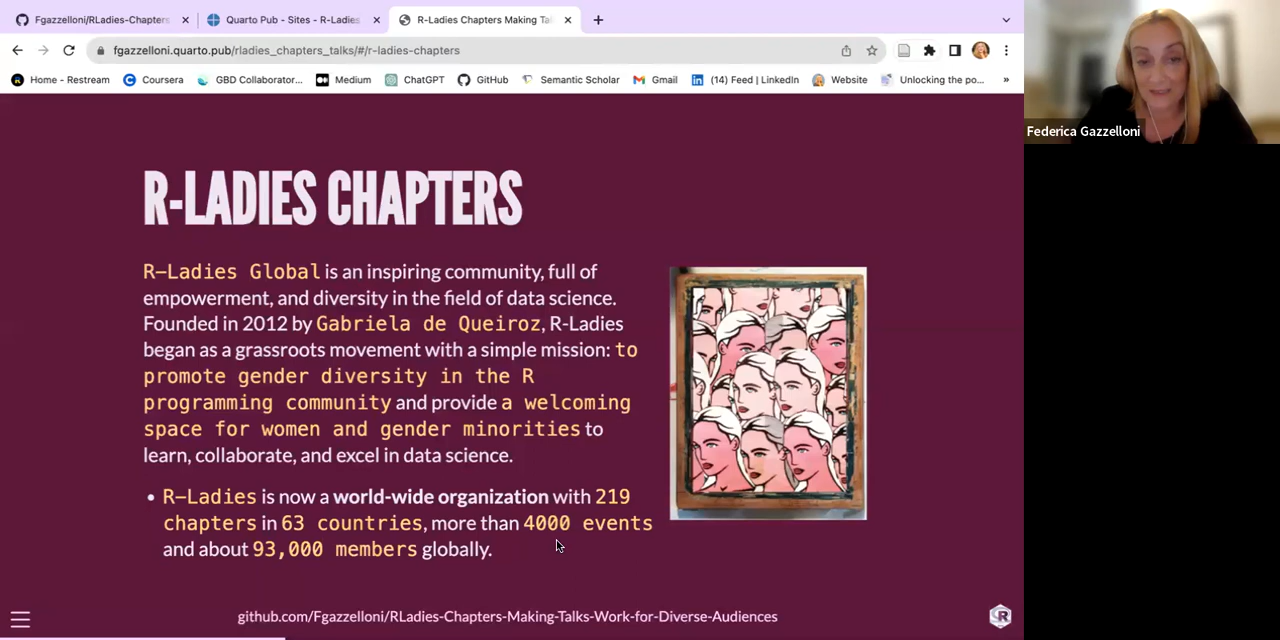 Fgazzelloni/RLadies-Chapters
Quarto Pub - Sites - R-Ladies
R-Ladies Chapters Making Tal
fgazzelloni.quarto.pub/rladies_chapters_talks/#/r-ladies-chapters
Home - Restream
Coursera
GBD Collaborator...
Medium
ChatGPT
GitHub
Semantic Scholar
Gmail
(14) Feed | LinkedIn
Website
Unlocking the po...
»
Federica Gazzelloni
R-LADIES CHAPTERS
R-Ladies Global is an inspiring community, full of
empowerment, and diversity in the field of data science.
Founded in 2012 by Gabriela de Queiroz, R-Ladies
began as a grassroots movement with a simple mission: to
promote gender diversity in the R
programming community and provide a welcoming
space for women and gender minorities to
learn, collaborate, and excel in data science.
• R-Ladies is now a world-wide organization with 219
chapters in 63 countries, more than 4000 events
and about 93,000 members globally.
github.com/Fgazzelloni/RLadies-Chapters-Making-Talks-Work-for-Diverse-Audiences
R